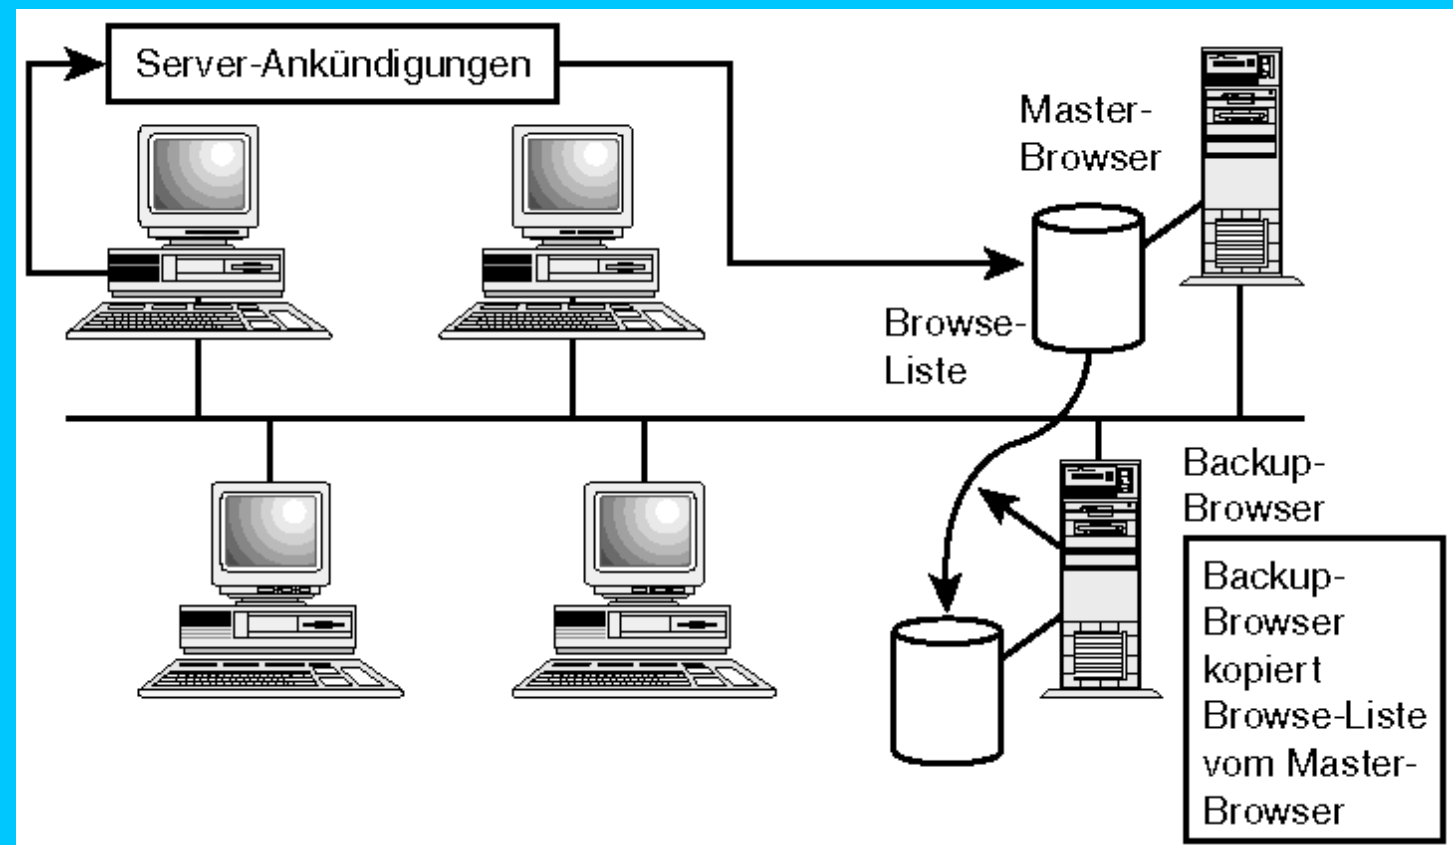 Server-Ankündigungen
Master-
Browser
Browse-
Liste
Backup-
Browser
Backup-
Browser
kopiert
Browse-Liste
vom Master-
Browser